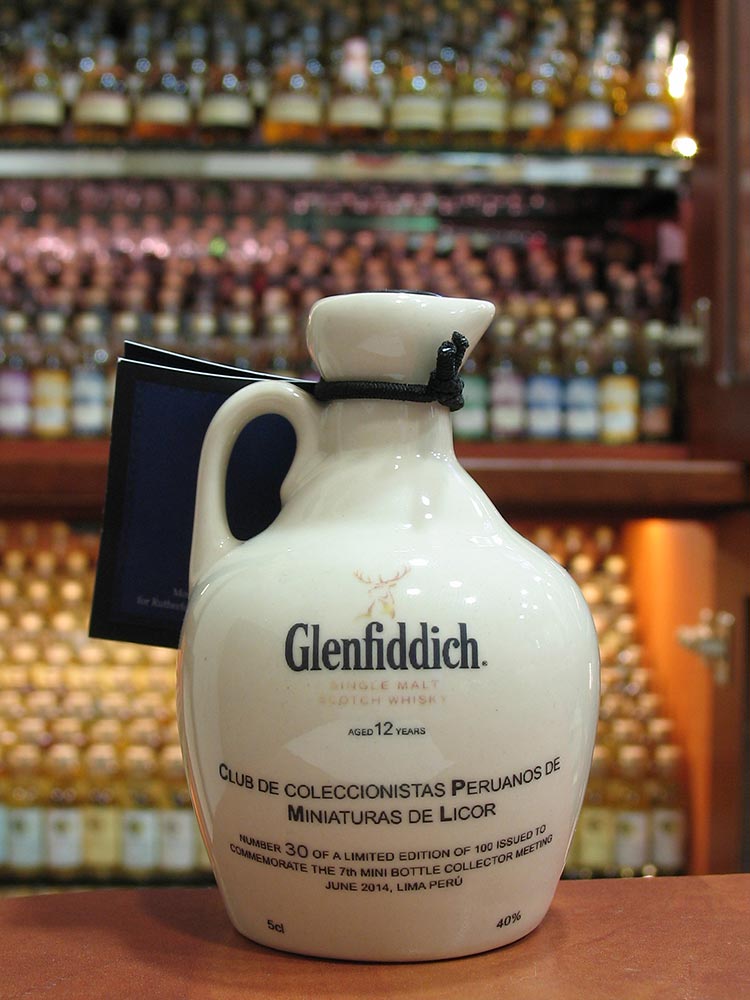 Glenfiddich
SINGLE MALT
SCOTCH WHISKY
AGED 12 YEARS
CLUB DE COLECCIONISTAS PERUANOS DE
MINIATURAS DE LICOR
NUMBER 30 OF A LIMITED EDITION OF 100 ISSUED TO
COMMEMORATE THE 7th MINI BOTTLE COLLECTOR MEETING
JUNE 2014, LIMA PERÚ
5cl 40%
for